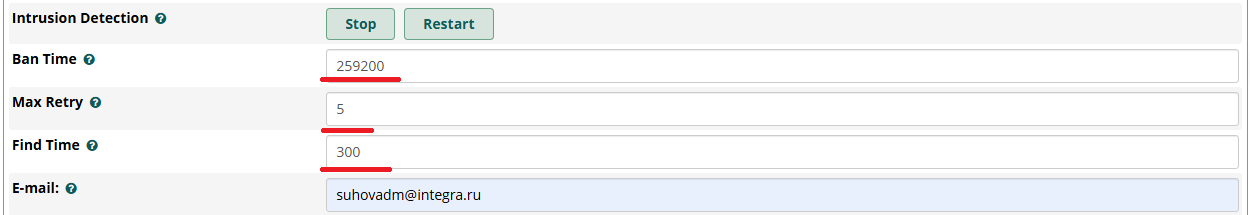 Intrusion Detection ? Stop Restart
Ban Time ? 259200
Max Retry ? 5
Find Time ? 300
E-mail: ? suhovadm@integra.ru